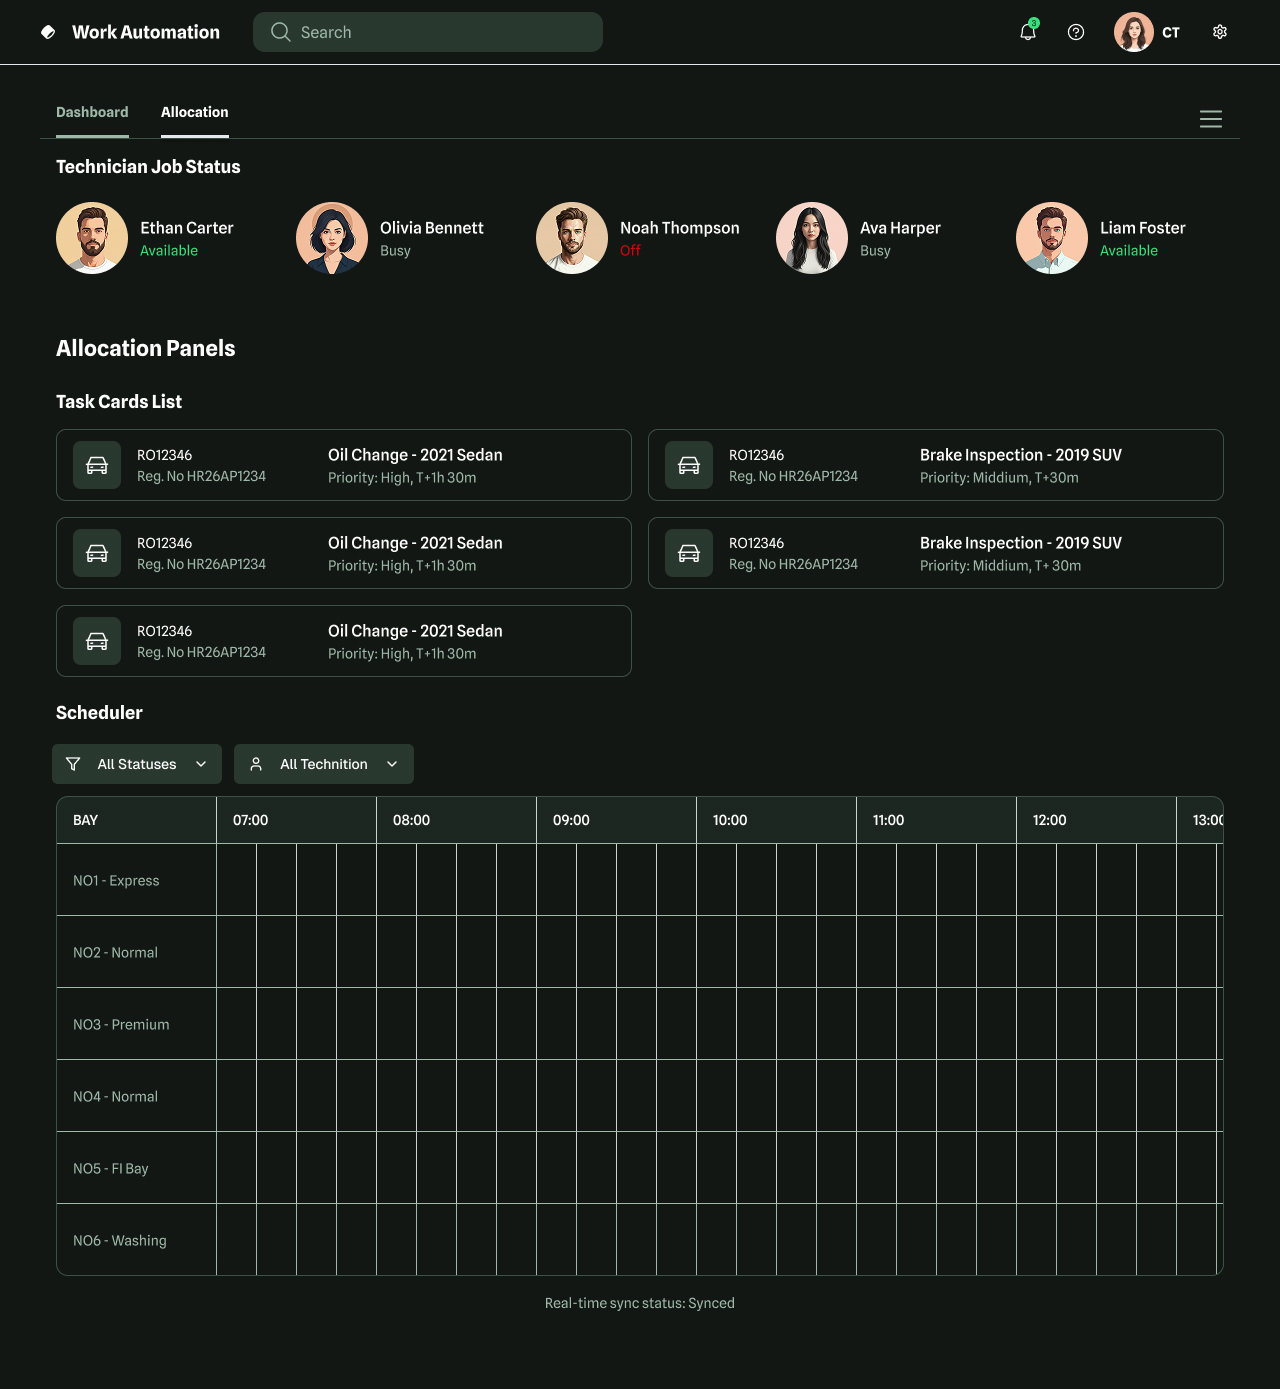 Work Automation
Search
3
CT
Dashboard
Allocation
Technician Job Status
Ethan Carter
Available
Olivia Bennett
Busy
Noah Thompson
Off
Ava Harper
Busy
Liam Foster
Available
Allocation Panels
Task Cards List
RO12346
Reg. No HR26AP1234
Oil Change - 2021 Sedan
Priority: High, T+1h 30m
RO12346
Reg. No HR26AP1234
Brake Inspection - 2019 SUV
Priority: Middium, T+30m
RO12346
Reg. No HR26AP1234
Oil Change - 2021 Sedan
Priority: High, T+1h 30m
RO12346
Reg. No HR26AP1234
Brake Inspection - 2019 SUV
Priority: Middium, T+ 30m
RO12346
Reg. No HR26AP1234
Oil Change - 2021 Sedan
Priority: High, T+1h 30m
Scheduler
All Statuses
All Technition
BAY 07:00 08:00 09:00 10:00 11:00 12:00 13:00
NO1 - Express
NO2 - Normal
NO3 - Premium
NO4 - Normal
NO5 - FI Bay
NO6 - Washing
Real-time sync status: Synced